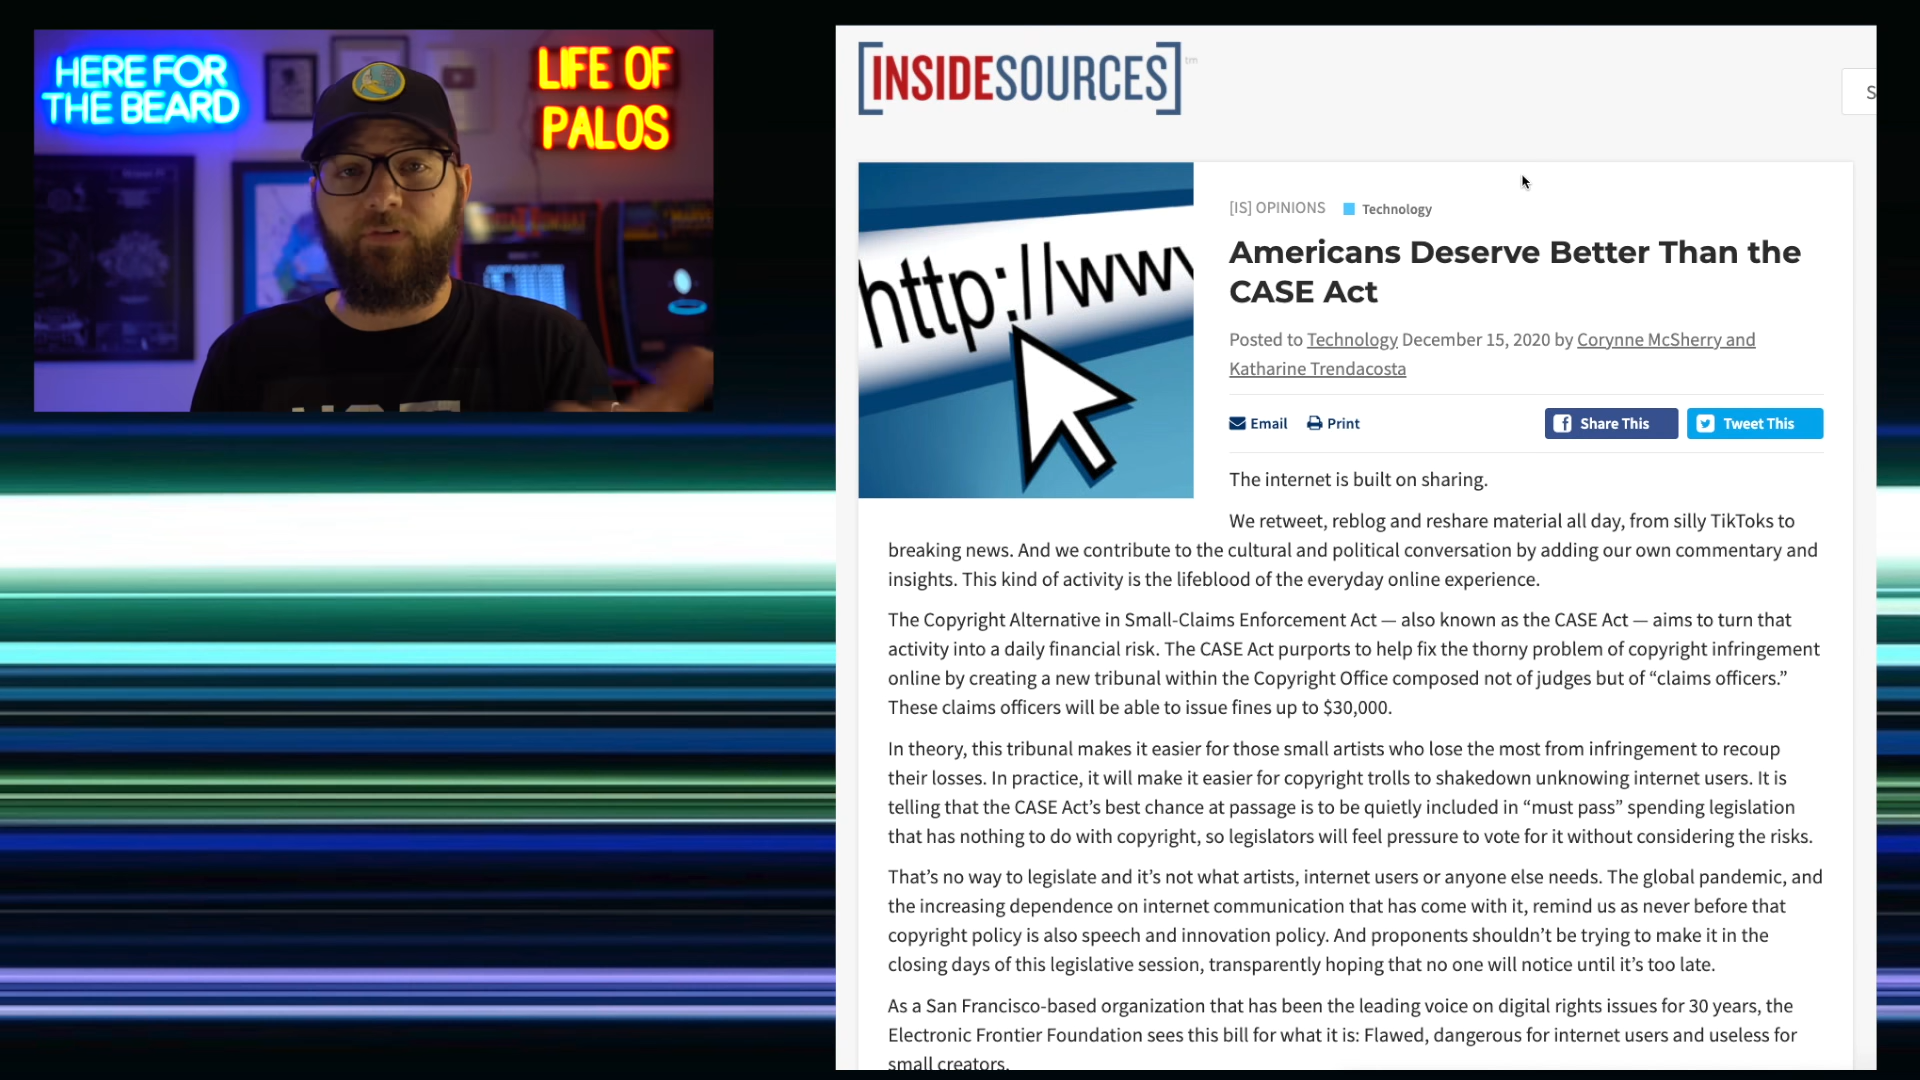 HERE FOR
THE BEARD
LIFE OF
PALOS
[INSIDESOURCES]™
S
http://www
[IS] OPINIONS Technology
Americans Deserve Better Than the
CASE Act
Posted to Technology December 15, 2020 by Corynne McSherry and
Katharine Trendacosta
Email Print Share This Tweet This
The internet is built on sharing.
We retweet, reblog and reshare material all day, from silly TikToks to
breaking news. And we contribute to the cultural and political conversation by adding our own commentary and
insights. This kind of activity is the lifeblood of the everyday online experience.
The Copyright Alternative in Small-Claims Enforcement Act — also known as the CASE Act — aims to turn that
activity into a daily financial risk. The CASE Act purports to help fix the thorny problem of copyright infringement
online by creating a new tribunal within the Copyright Office composed not of judges but of “claims officers.”
These claims officers will be able to issue fines up to $30,000.
In theory, this tribunal makes it easier for those small artists who lose the most from infringement to recoup
their losses. In practice, it will make it easier for copyright trolls to shakedown unknowing internet users. It is
telling that the CASE Act’s best chance at passage is to be quietly included in “must pass” spending legislation
that has nothing to do with copyright, so legislators will feel pressure to vote for it without considering the risks.
That’s no way to legislate and it’s not what artists, internet users or anyone else needs. The global pandemic, and
the increasing dependence on internet communication that has come with it, remind us as never before that
copyright policy is also speech and innovation policy. And proponents shouldn’t be trying to make it in the
closing days of this legislative session, transparently hoping that no one will notice until it’s too late.
As a San Francisco-based organization that has been the leading voice on digital rights issues for 30 years, the
Electronic Frontier Foundation sees this bill for what it is: Flawed, dangerous for internet users and useless for
small creators.